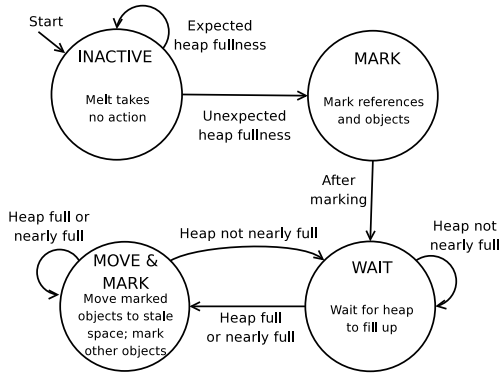 Start
Expected
heap fullness
INACTIVE
Melt takes
no action
Unexpected
heap fullness
MARK
Mark references
and objects
After
marking
Heap full or
nearly full
Heap not nearly full
Heap not
nearly full
MOVE &
MARK
Move marked
objects to stale
space; mark
other objects
Heap full
or nearly full
WAIT
Wait for heap
to fill up